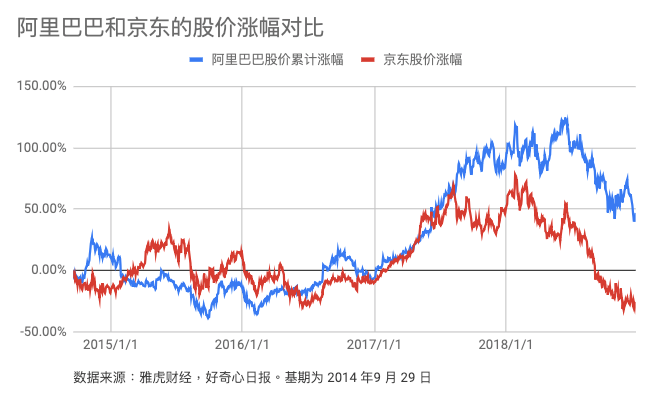 阿里巴巴和京东的股价涨幅对比
阿里巴巴股价累计涨幅 京东股价涨幅
150.00%
100.00%
50.00%
0.00%
-50.00%
2015/1/1 2016/1/1 2017/1/1 2018/1/1
数据来源：雅虎财经，好奇心日报。基期为 2014 年9 月 29 日